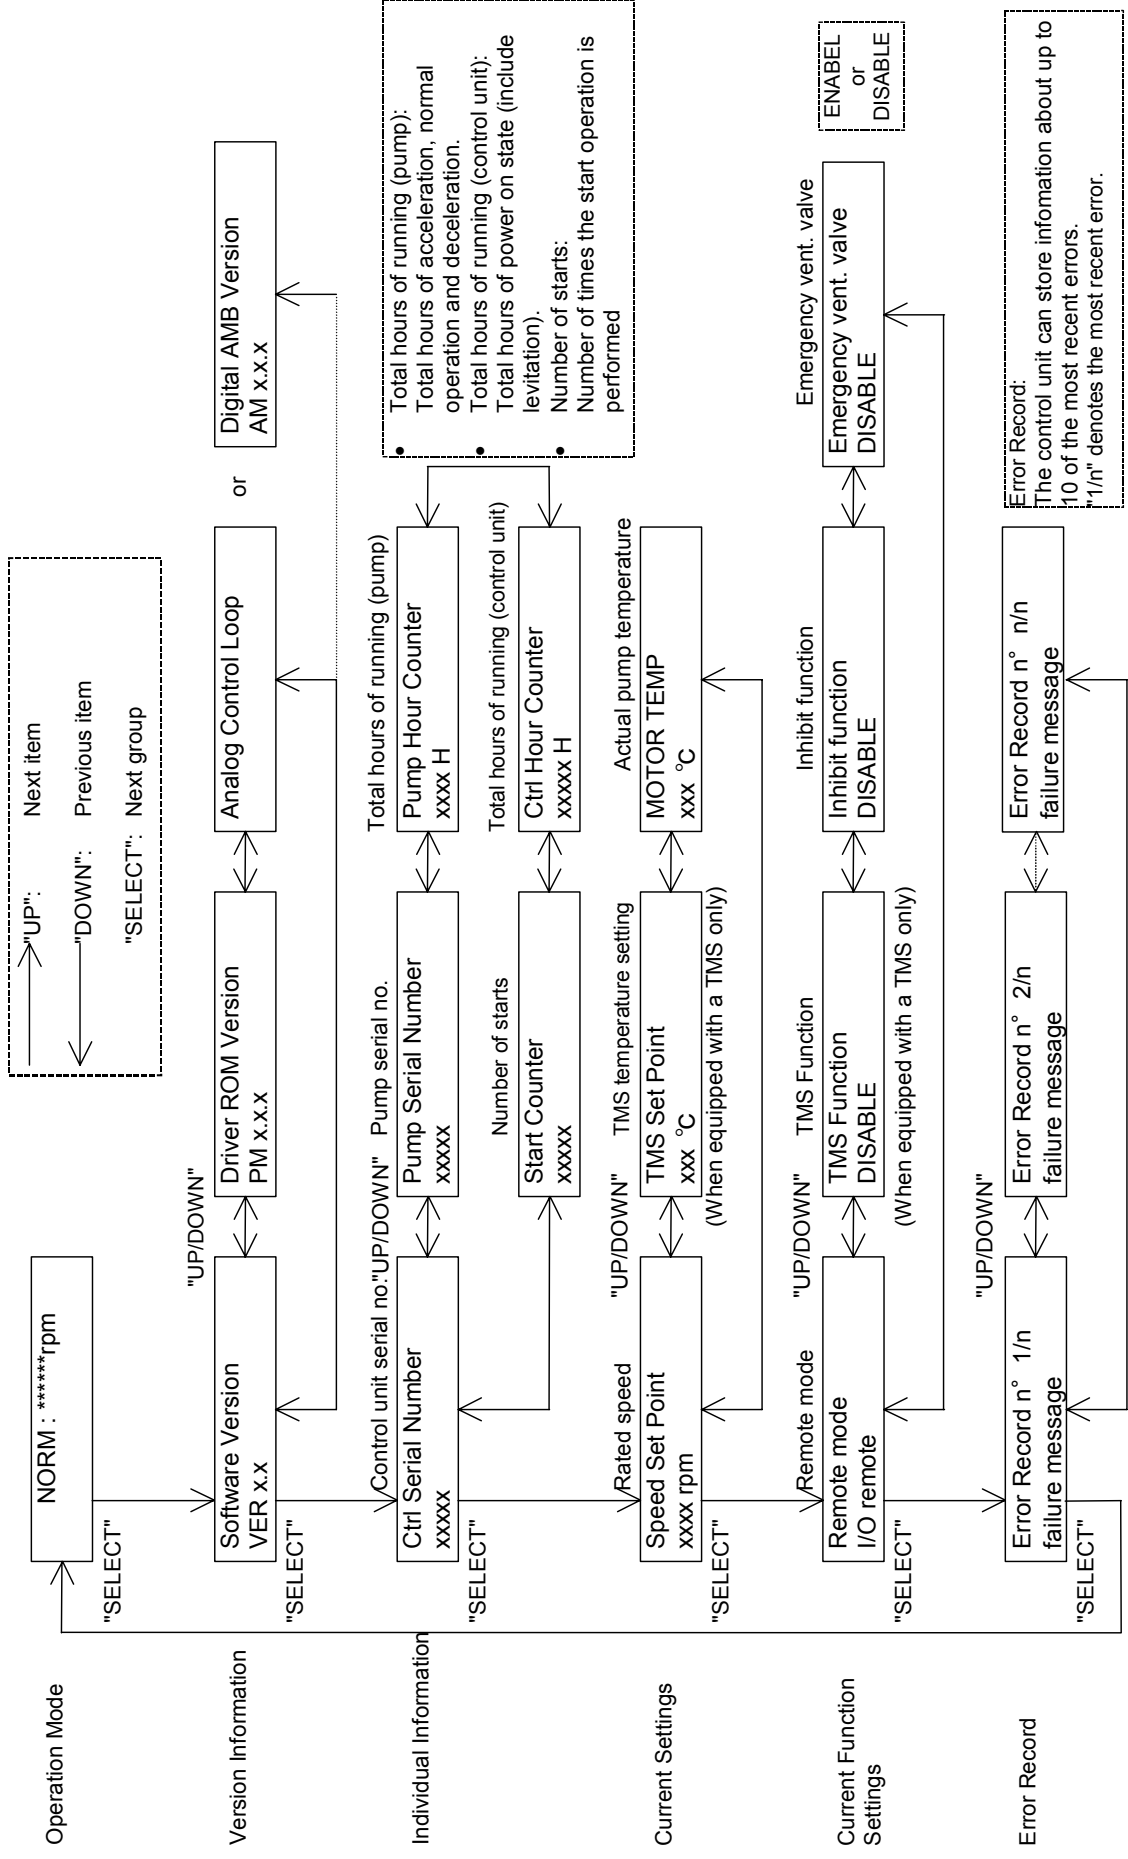 "UP": Next item
"DOWN": Previous item
"SELECT": Next group
Operation Mode
NORM : ******rpm
"SELECT"
Version Information
"UP/DOWN"
Software Version
VER x.x
Driver ROM Version
PM x.x.x
Analog Control Loop
or
Digital AMB Version
AM x.x.x
"SELECT"
Individual Information
Control unit serial no.
"UP/DOWN"
Pump serial no.
Total hours of running (pump)
Ctrl Serial Number
xxxxx
Pump Serial Number
xxxxx
Pump Hour Counter
xxxx H
Number of starts
Total hours of running (control unit)
Start Counter
xxxxx
Ctrl Hour Counter
xxxxx H
• Total hours of running (pump):
Total hours of acceleration, normal
operation and deceleration.
• Total hours of running (control unit):
Total hours of power on state (include
levitation).
• Number of starts:
Number of times the start operation is
performed
"SELECT"
Current Settings
Rated speed
"UP/DOWN"
TMS temperature setting
Actual pump temperature
Speed Set Point
xxxx rpm
TMS Set Point
xxx °C
MOTOR TEMP
xxx °C
(When equipped with a TMS only)
"SELECT"
Current Function
Settings
Remote mode
"UP/DOWN"
TMS Function
Inhibit function
Emergency vent. valve
Remote mode
I/O remote
TMS Function
DISABLE
Inhibit function
DISABLE
Emergency vent. valve
DISABLE
ENABEL
or
DISABLE
(When equipped with a TMS only)
"SELECT"
Error Record
"UP/DOWN"
Error Record n° 1/n
failure message
Error Record n° 2/n
failure message
Error Record n° n/n
failure message
"SELECT"
Error Record:
The control unit can store infomation about up to
10 of the most recent errors.
"1/n" denotes the most recent error.